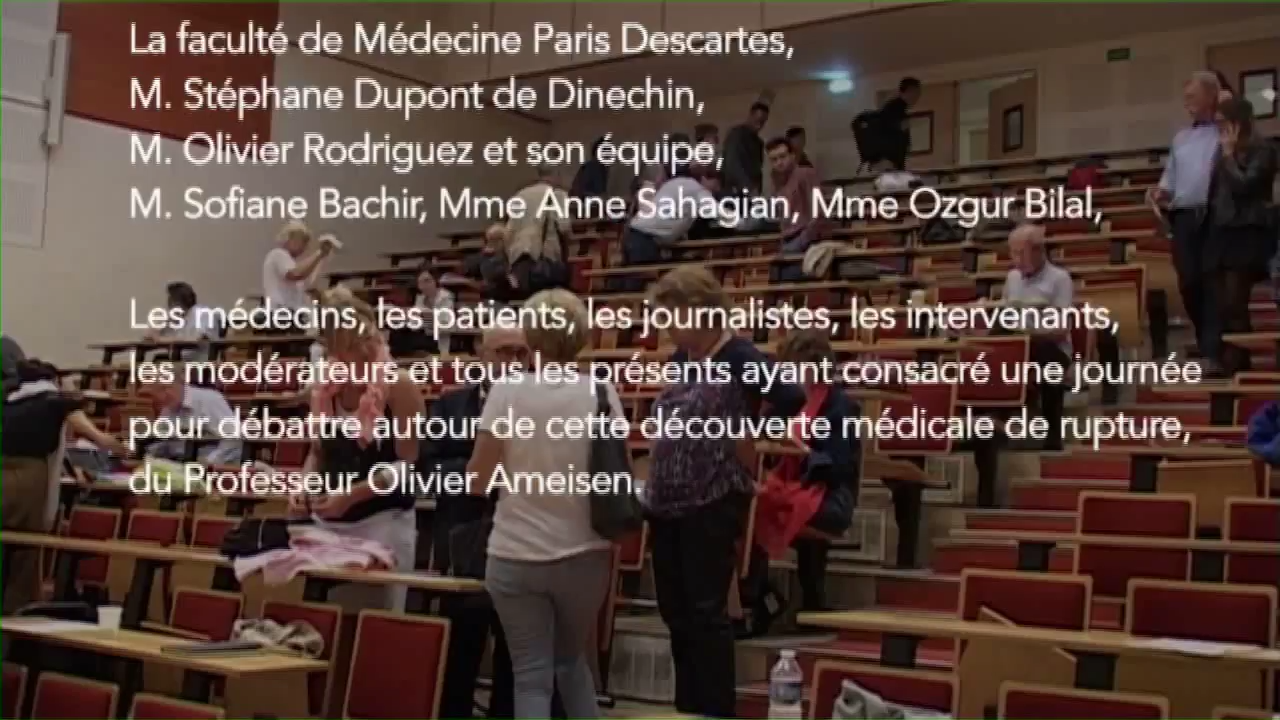 La faculté de Médecine Paris Descartes,
M. Stéphane Dupont de Dinechin,
M. Olivier Rodriguez et son équipe,
M. Sofiane Bachir, Mme Anne Sahagian, Mme Ozgur Bilal,
Les médecins, les patients, les journalistes, les intervenants,
les modérateurs et tous les présents ayant consacré une journée
pour débattre autour de cette découverte médicale de rupture,
du Professeur Olivier Ameisen.